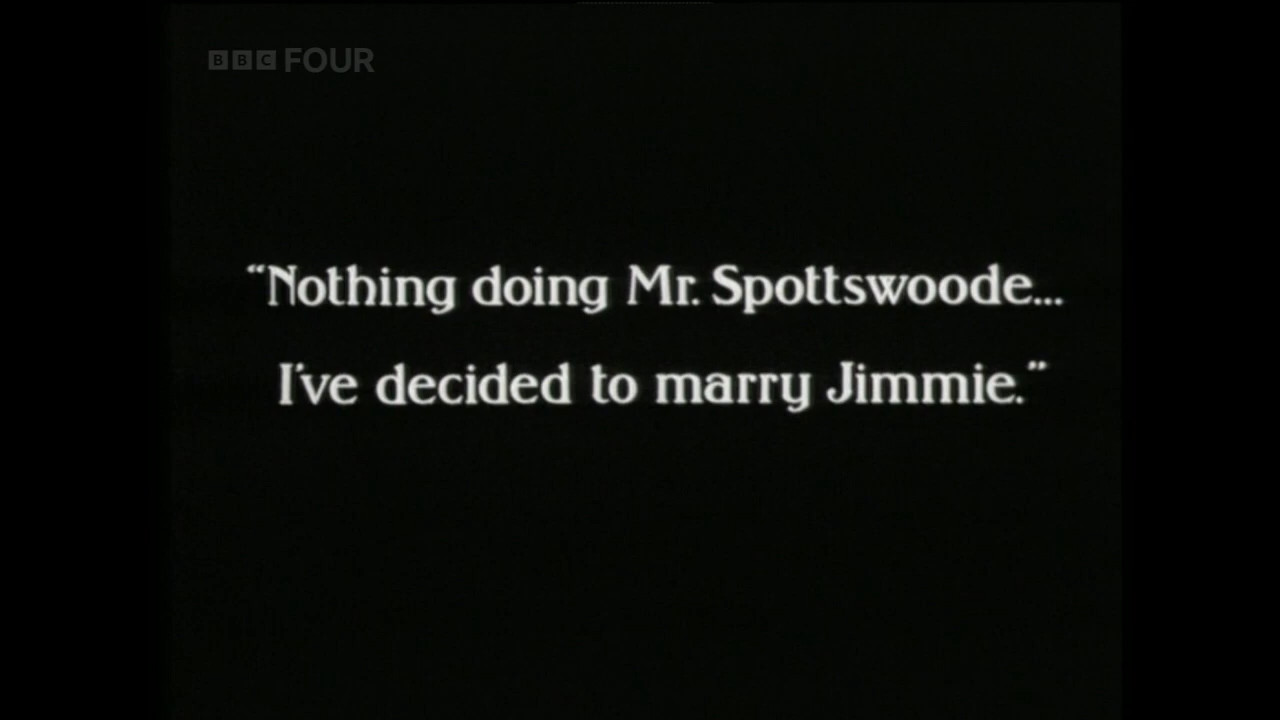 BBC FOUR
“Nothing doing Mr. Spottswoode...
I've decided to marry Jimmie.”